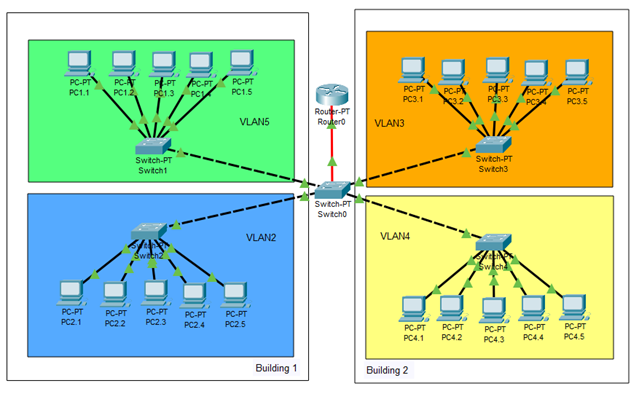 PC-PT
PC1.1
PC-PT
PC1.2
PC-PT
PC1.3
PC-PT
PC1.4
PC-PT
PC1.5
VLAN5
Switch-PT
Switch1
Router-PT
Router0
PC-PT
PC3.1
PC-PT
PC3.2
PC-PT
PC3.3
PC-PT
PC3.4
PC-PT
PC3.5
VLAN3
Switch-PT
Switch3
Switch-PT
Switch0
VLAN2
Switch-PT
Switch2
PC-PT
PC2.1
PC-PT
PC2.2
PC-PT
PC2.3
PC-PT
PC2.4
PC-PT
PC2.5
Building 1
VLAN4
Switch-PT
Switch4
PC-PT
PC4.1
PC-PT
PC4.2
PC-PT
PC4.3
PC-PT
PC4.4
PC-PT
PC4.5
Building 2